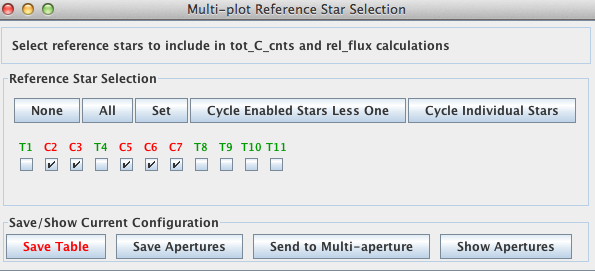 Multi-plot Reference Star Selection
Select reference stars to include in tot_C_cnts and rel_flux calculations
Reference Star Selection
None All Set Cycle Enabled Stars Less One Cycle Individual Stars
T1 C2 C3 T4 C5 C6 C7 T8 T9 T10 T11
Save/Show Current Configuration
Save Table Save Apertures Send to Multi-aperture Show Apertures